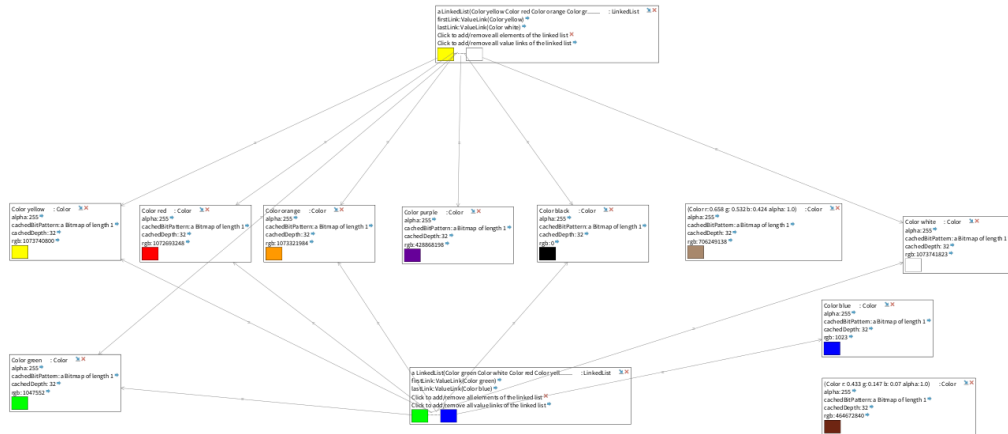 a LinkedList(Color yellow Color red Color orange Color gr......... : LinkedList
firstLink: ValueLink(Color yellow)
lastLink: ValueLink(Color white)
Click to add/remove all elements of the linked list
Click to add/remove all value links of the linked list
Color yellow : Color
alpha: 255
cachedBitPattern: a Bitmap of length 1
cachedDepth: 32
rgb: 1073740800
Color red : Color
alpha: 255
cachedBitPattern: a Bitmap of length 1
cachedDepth: 32
rgb: 1072693248
Color orange : Color
alpha: 255
cachedBitPattern: a Bitmap of length 1
cachedDepth: 32
rgb: 1073321984
Color purple : Color
alpha: 255
cachedBitPattern: a Bitmap of length 1
cachedDepth: 32
rgb: 428868198
Color black : Color
alpha: 255
cachedBitPattern: a Bitmap of length 1
cachedDepth: 32
rgb: 0
(Color r: 0.658 g: 0.532 b: 0.424 alpha: 1.0) : Color
alpha: 255
cachedBitPattern: a Bitmap of length 1
cachedDepth: 32
rgb: 706249138
Color white : Color
alpha: 255
cachedBitPattern: a Bitmap of length 1
cachedDepth: 32
rgb: 1073741823
Color blue : Color
alpha: 255
cachedBitPattern: a Bitmap of length 1
cachedDepth: 32
rgb: 1023
Color green : Color
alpha: 255
cachedBitPattern: a Bitmap of length 1
cachedDepth: 32
rgb: 1047552
a LinkedList(Color green Color white Color red Color yell......... : LinkedList
firstLink: ValueLink(Color green)
lastLink: ValueLink(Color blue)
Click to add/remove all elements of the linked list
Click to add/remove all value links of the linked list
(Color r: 0.433 g: 0.147 b: 0.07 alpha: 1.0) : Color
alpha: 255
cachedBitPattern: a Bitmap of length 1
cachedDepth: 32
rgb: 464672840